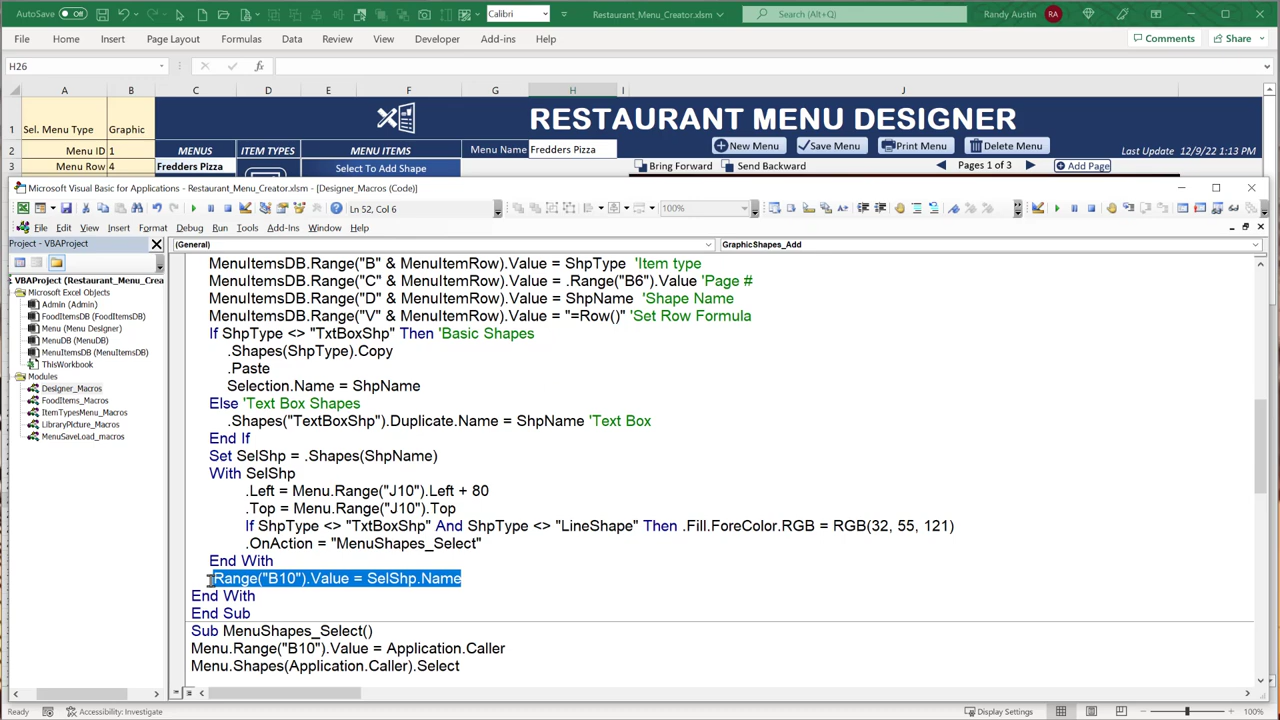 AutoSave Off Calibri Restaurant_Menu_Creator.xlsm Search (Alt+Q) Randy Austin RA
File Home Insert Page Layout Formulas Data Review View Developer Add-ins Help Comments Share
H26 fx
A B C D E F G H I J
1 Sel. Menu Type Graphic RESTAURANT MENU DESIGNER
2 Menu ID 1 MENUS ITEM TYPES MENU ITEMS Menu Name Fredders Pizza New Menu Save Menu Print Menu Delete Menu Last Update 12/9/22 1:13 PM
3 Menu Row 4 Fredders Pizza Select To Add Shape Bring Forward Send Backward Pages 1 of 3 Add Page
Microsoft Visual Basic for Applications - Restaurant_Menu_Creator.xlsm - [Designer_Macros (Code)]
Ln 52, Col 6 100%
File Edit View Insert Format Debug Run Tools Add-Ins Window Help
Project - VBAProject (General) GraphicShapes_Add
VBAProject (Restaurant_Menu_Crea
Microsoft Excel Objects
Admin (Admin)
FoodItemsDB (FoodItemsDB)
Menu (Menu Designer)
MenuDB (MenuDB)
MenuItemsDB (MenuItemsDB)
ThisWorkbook
Modules
Designer_Macros
FoodItems_Macros
ItemTypesMenu_Macros
LibraryPicture_Macros
MenuSaveLoad_macros
MenuItemsDB.Range("B" & MenuItemRow).Value = ShpType 'Item type
MenuItemsDB.Range("C" & MenuItemRow).Value = .Range("B6").Value 'Page #
MenuItemsDB.Range("D" & MenuItemRow).Value = ShpName 'Shape Name
MenuItemsDB.Range("V" & MenuItemRow).Value = "=Row()" 'Set Row Formula
If ShpType <> "TxtBoxShp" Then 'Basic Shapes
.Shapes(ShpType).Copy
.Paste
Selection.Name = ShpName
Else 'Text Box Shapes
.Shapes("TextBoxShp").Duplicate.Name = ShpName 'Text Box
End If
Set SelShp = .Shapes(ShpName)
With SelShp
.Left = Menu.Range("J10").Left + 80
.Top = Menu.Range("J10").Top
If ShpType <> "TxtBoxShp" And ShpType <> "LineShape" Then .Fill.ForeColor.RGB = RGB(32, 55, 121)
.OnAction = "MenuShapes_Select"
End With
.Range("B10").Value = SelShp.Name
End With
End Sub
Sub MenuShapes_Select()
Menu.Range("B10").Value = Application.Caller
Menu.Shapes(Application.Caller).Select
Accessibility: Investigate Display Settings 100%